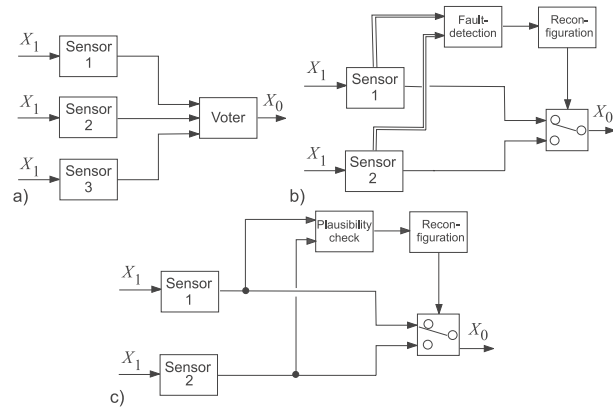 X1
Sensor
1
X1
Sensor
2
X1
Sensor
3
Voter
X0
a)
Fault-
detection
Recon-
figuration
X1
Sensor
1
X1
Sensor
2
X0
b)
Plausibility
check
Recon-
figuration
X1
Sensor
1
X1
Sensor
2
X0
c)